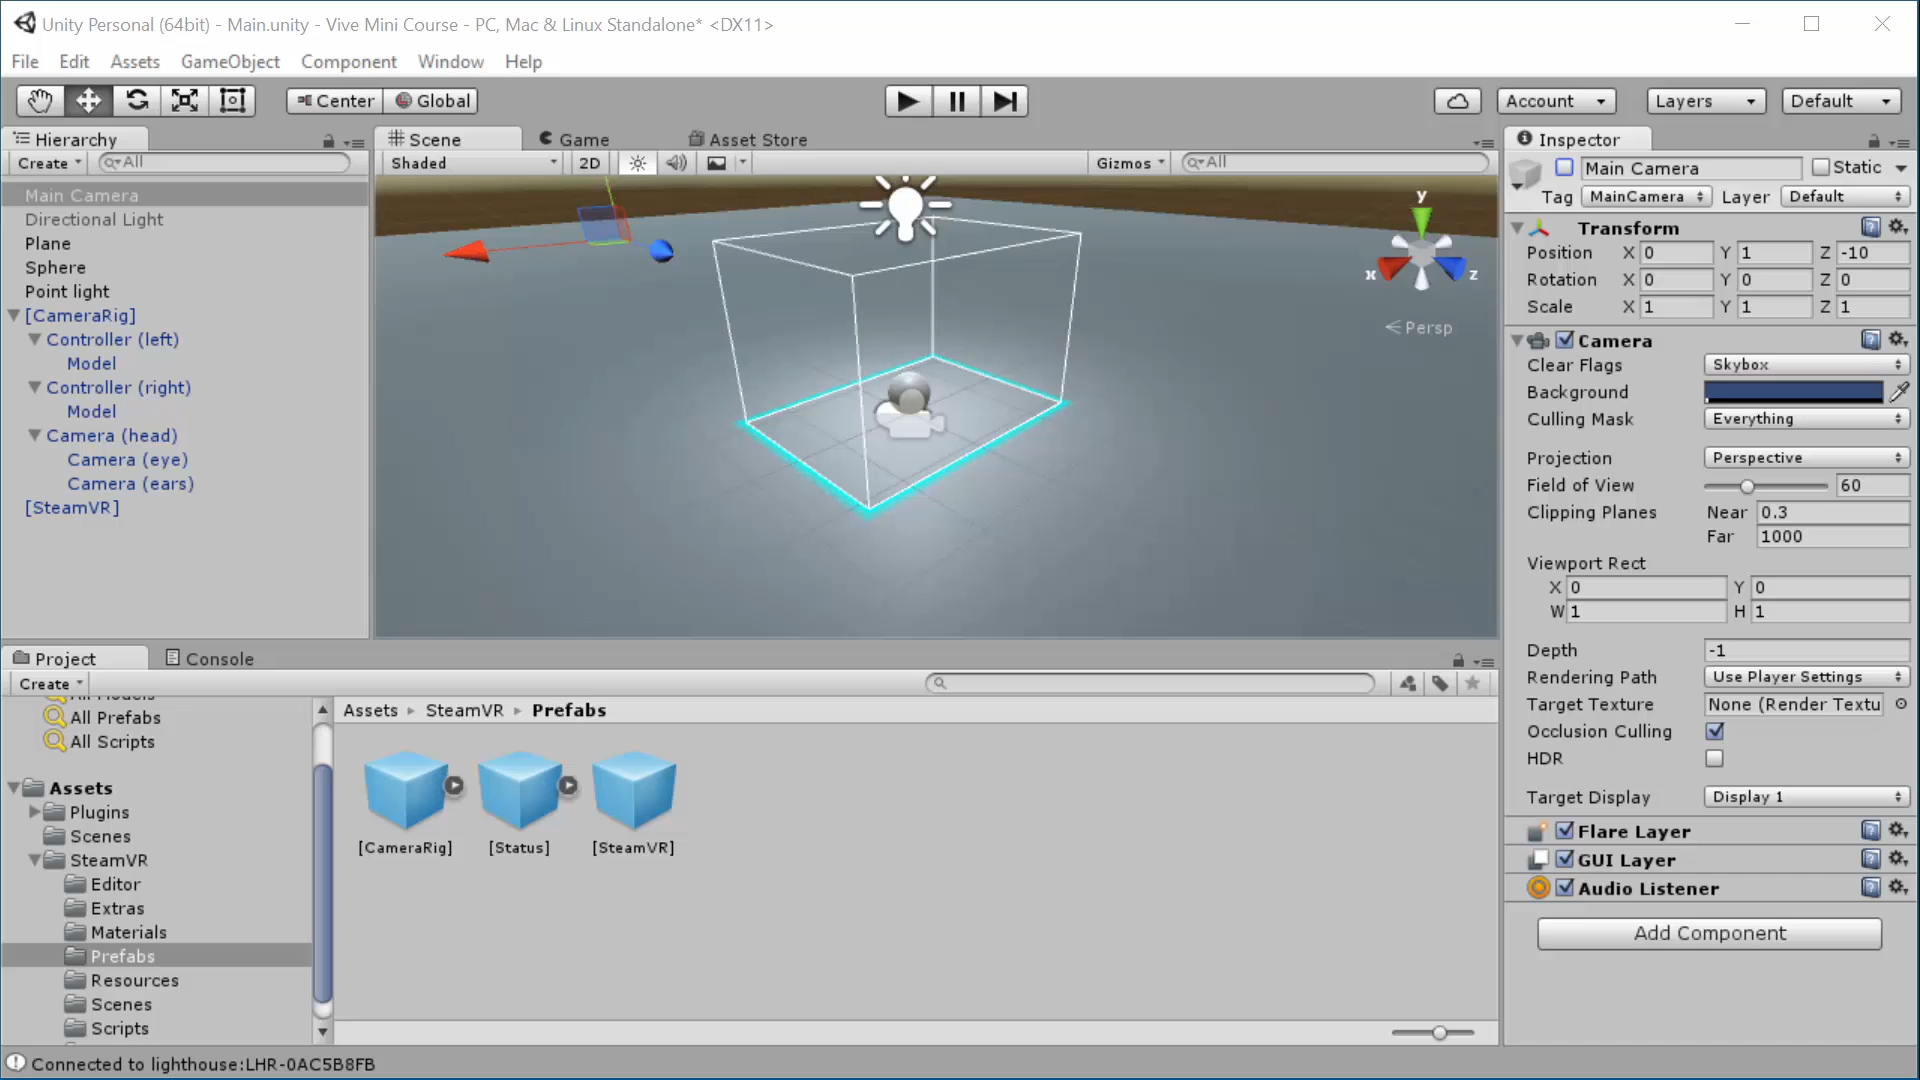 Unity Personal (64bit) - Main.unity - Vive Mini Course - PC, Mac & Linux Standalone* <DX11>
File Edit Assets GameObject Component Window Help
Center Global Account Layers Default
Hierarchy
Create All
Main Camera
Directional Light
Plane
Sphere
Point light
[CameraRig]
Controller (left)
Model
Controller (right)
Model
Camera (head)
Camera (eye)
Camera (ears)
[SteamVR]
Scene Game Asset Store
Shaded 2D Gizmos All
y
x z
Persp
Project Console
Create
All Prefabs
All Scripts
Assets
Plugins
Scenes
SteamVR
Editor
Extras
Materials
Prefabs
Resources
Scenes
Scripts
Assets SteamVR Prefabs
[CameraRig] [Status] [SteamVR]
Inspector
Main Camera Static
Tag MainCamera Layer Default
Transform
Position X 0 Y 1 Z -10
Rotation X 0 Y 0 Z 0
Scale X 1 Y 1 Z 1
Camera
Clear Flags Skybox
Background
Culling Mask Everything
Projection Perspective
Field of View 60
Clipping Planes Near 0.3
Far 1000
Viewport Rect
X 0 Y 0
W 1 H 1
Depth -1
Rendering Path Use Player Settings
Target Texture None (Render Textu
Occlusion Culling
HDR
Target Display Display 1
Flare Layer
GUI Layer
Audio Listener
Add Component
Connected to lighthouse:LHR-0AC5B8FB